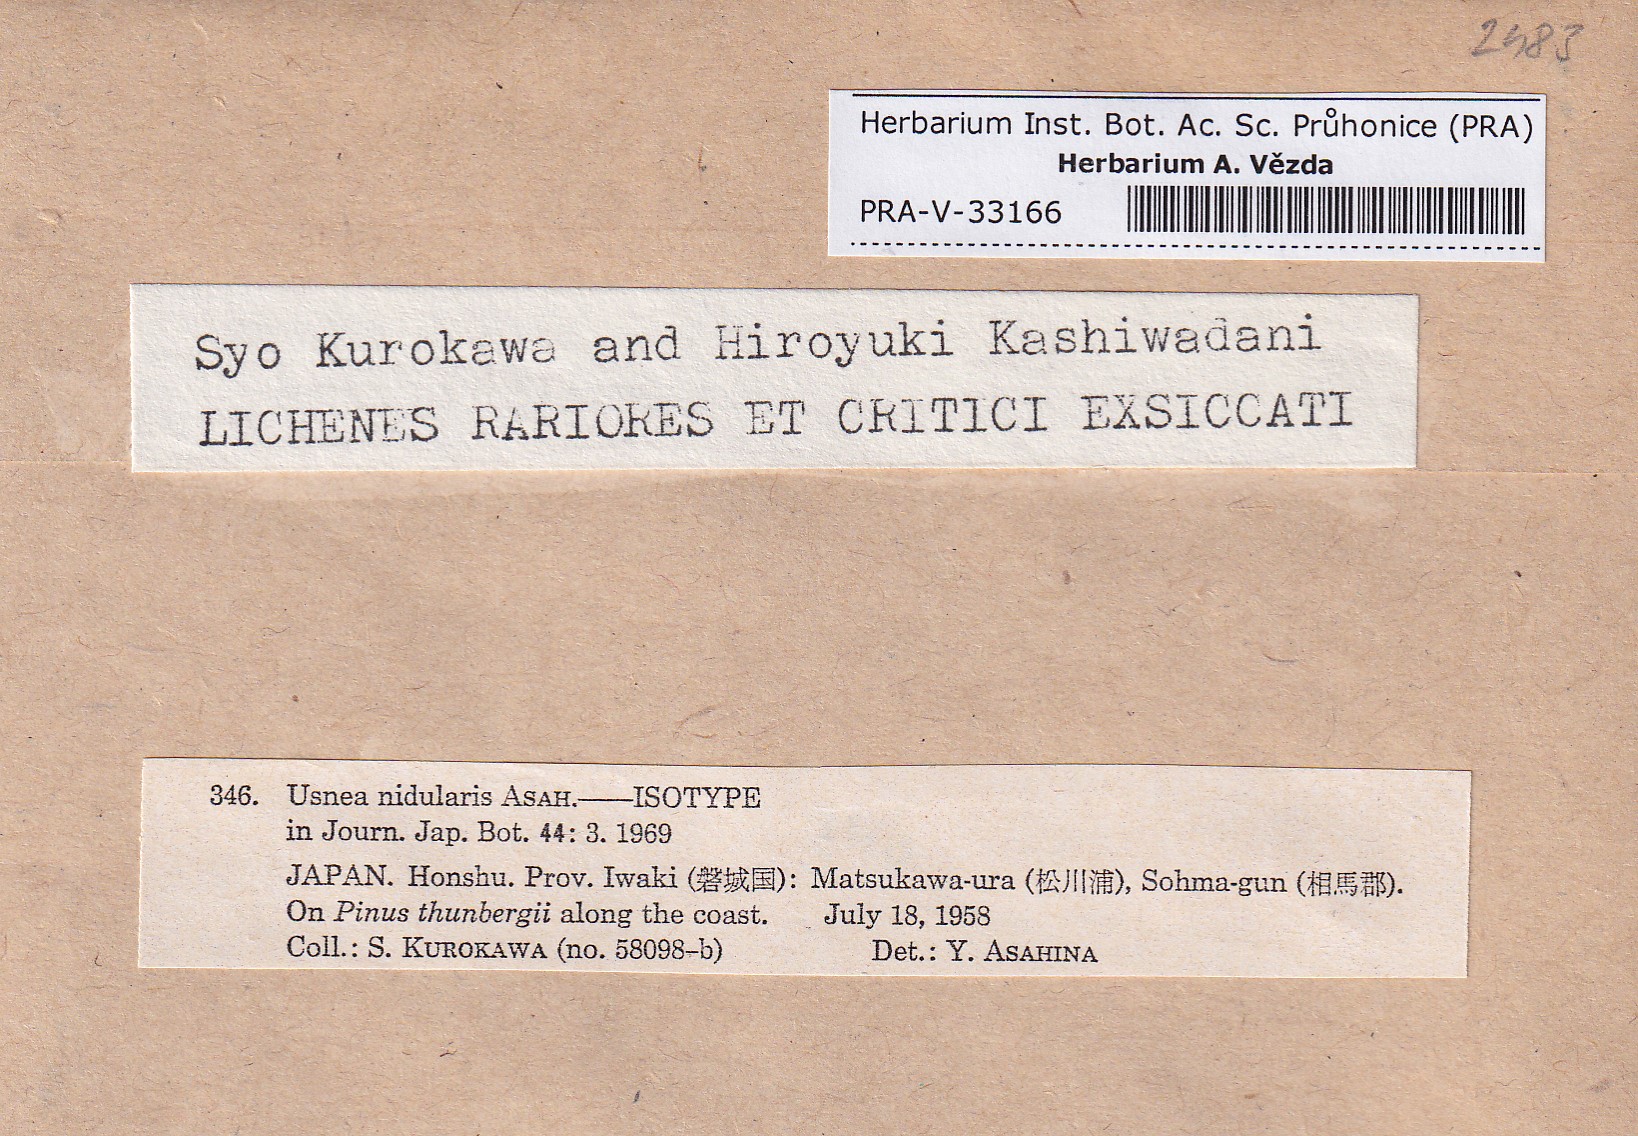 2483
Herbarium Inst. Bot. Ac. Sc. Průhonice (PRA)
Herbarium A. Vězda
PRA-V-33166
Syo Kurokawa and Hiroyuki Kashiwadani
LICHENES RARIORES ET CRITICI EXSICCATI
346. Usnea nidularis ASAH.——ISOTYPE
in Journ. Jap. Bot. 44: 3. 1969
JAPAN. Honshu. Prov. Iwaki (磐城国): Matsukawa-ura (松川浦), Sohma-gun (相馬郡).
On Pinus thunbergii along the coast. July 18, 1958
Coll.: S. KUROKAWA (no. 58098-b) Det.: Y. ASAHINA